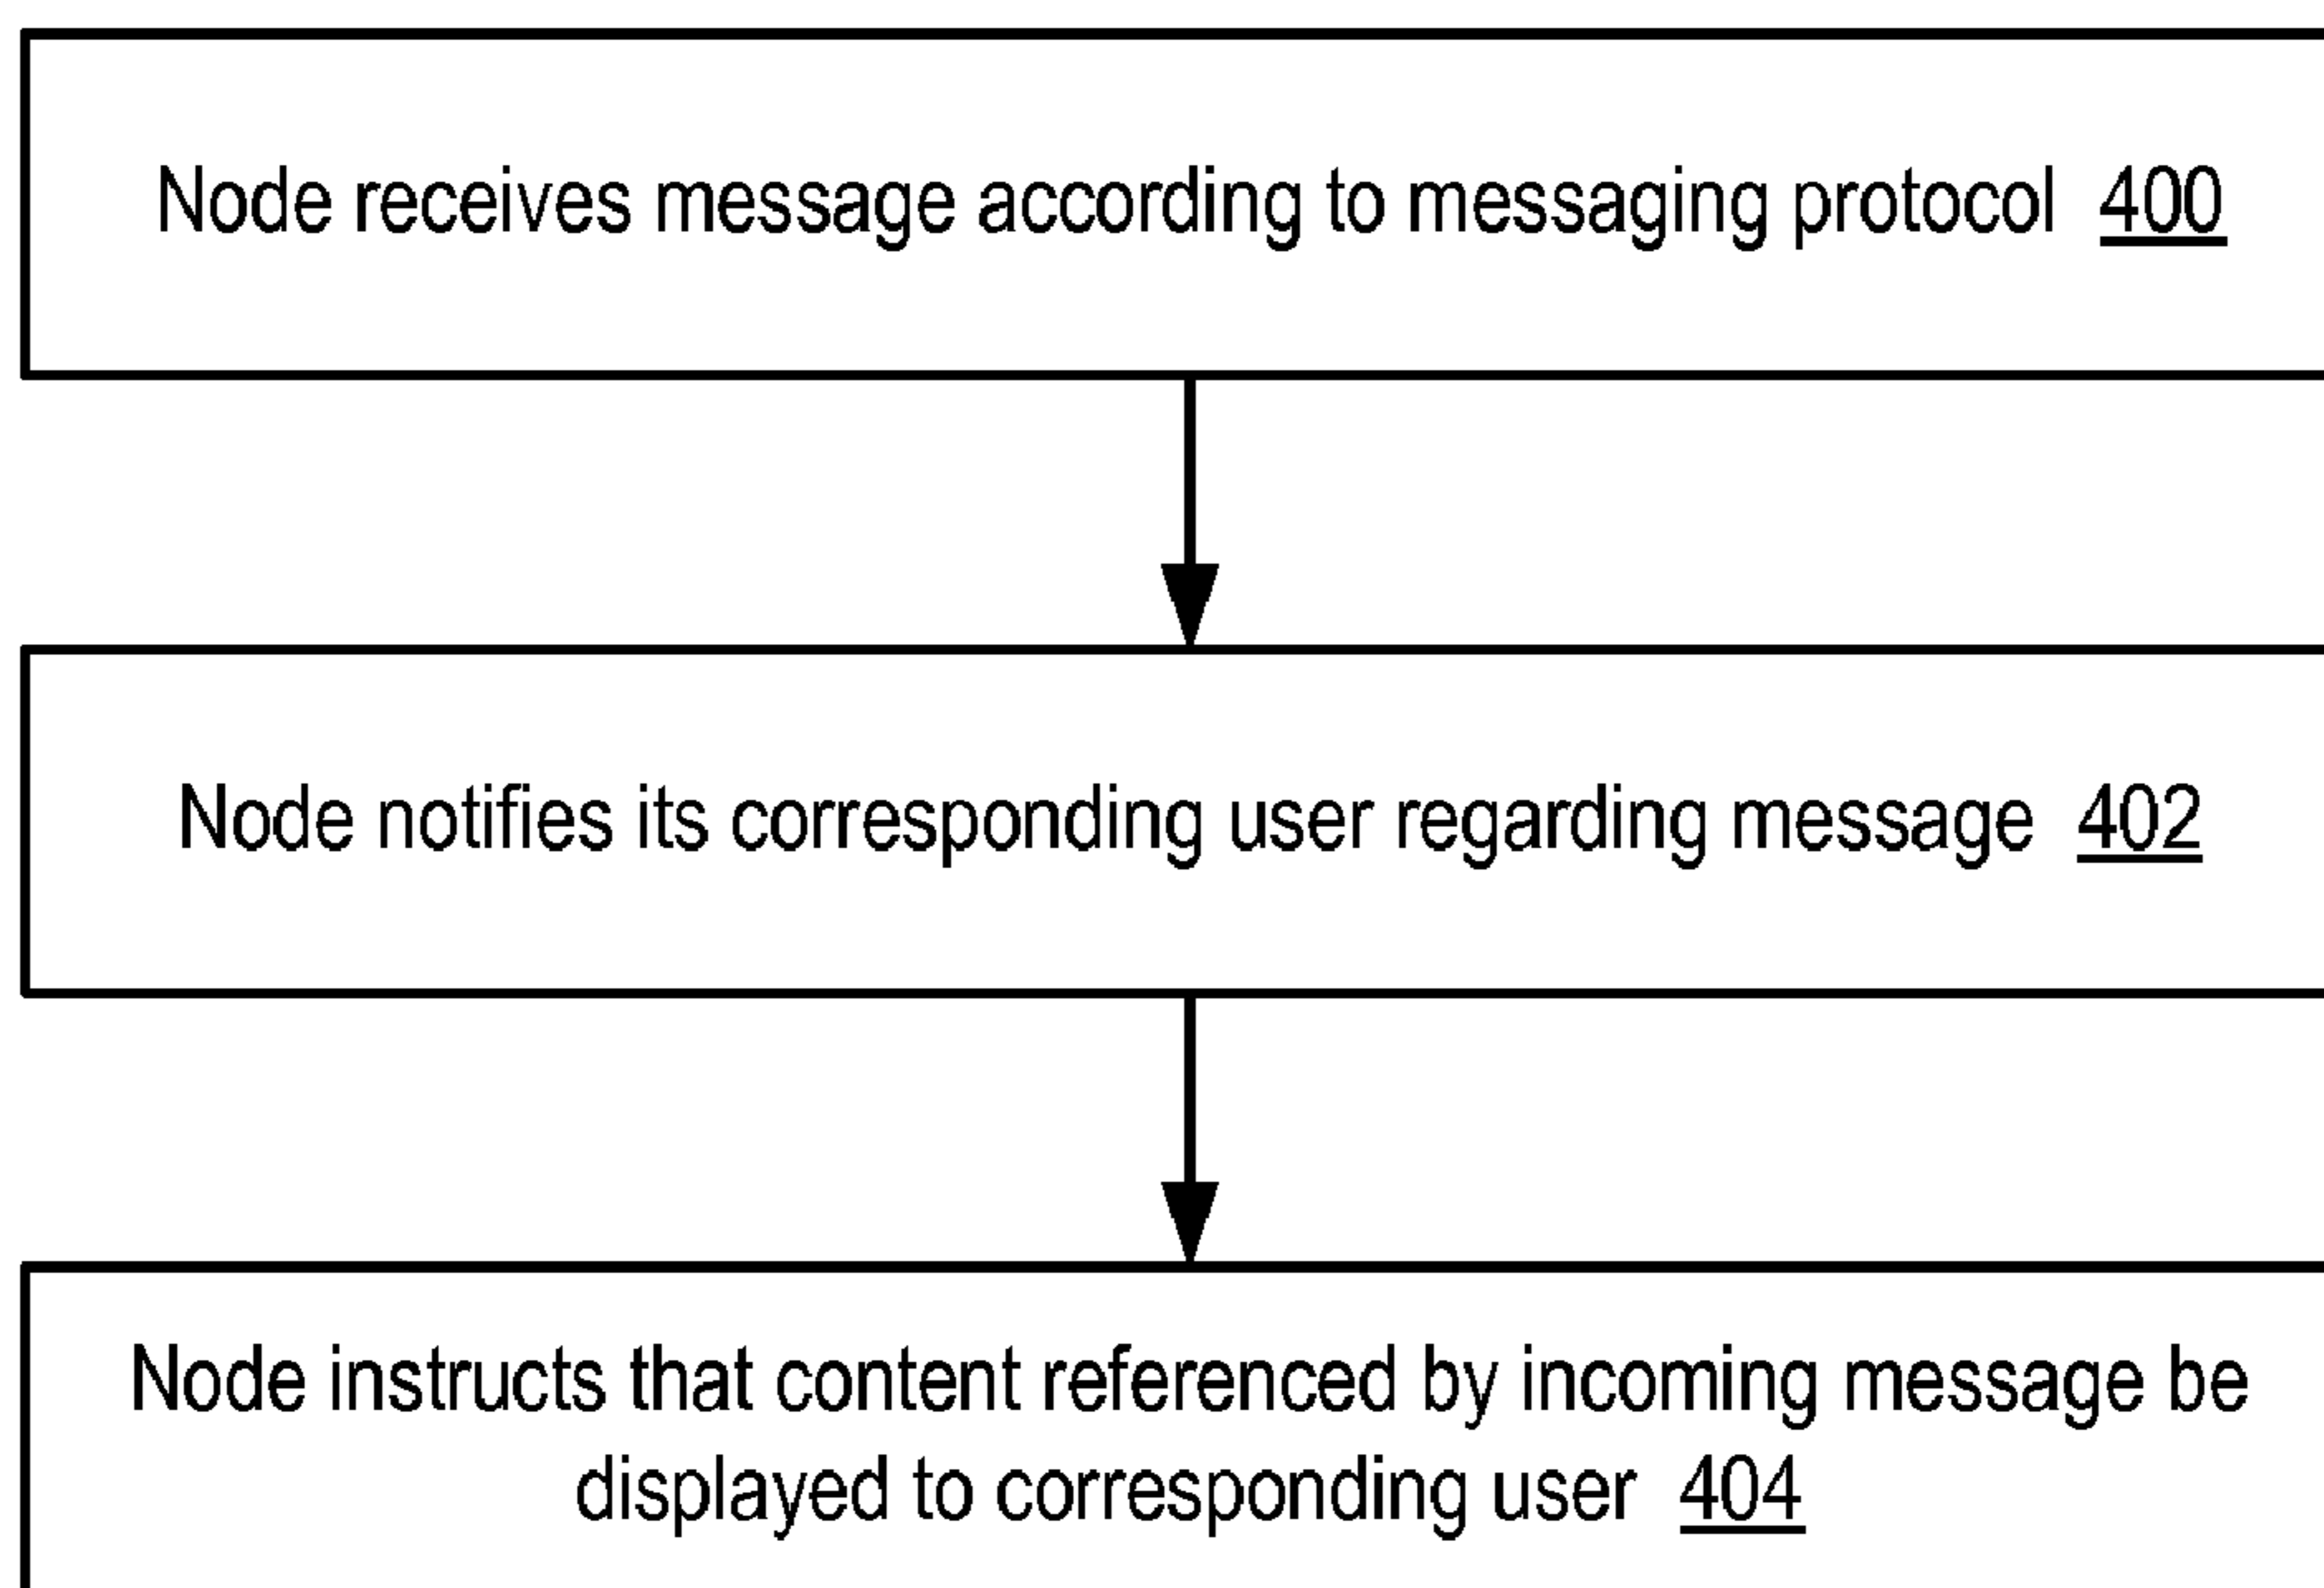 Node receives message according to messaging protocol 400
Node notifies its corresponding user regarding message 402
Node instructs that content referenced by incoming message be
displayed to corresponding user 404